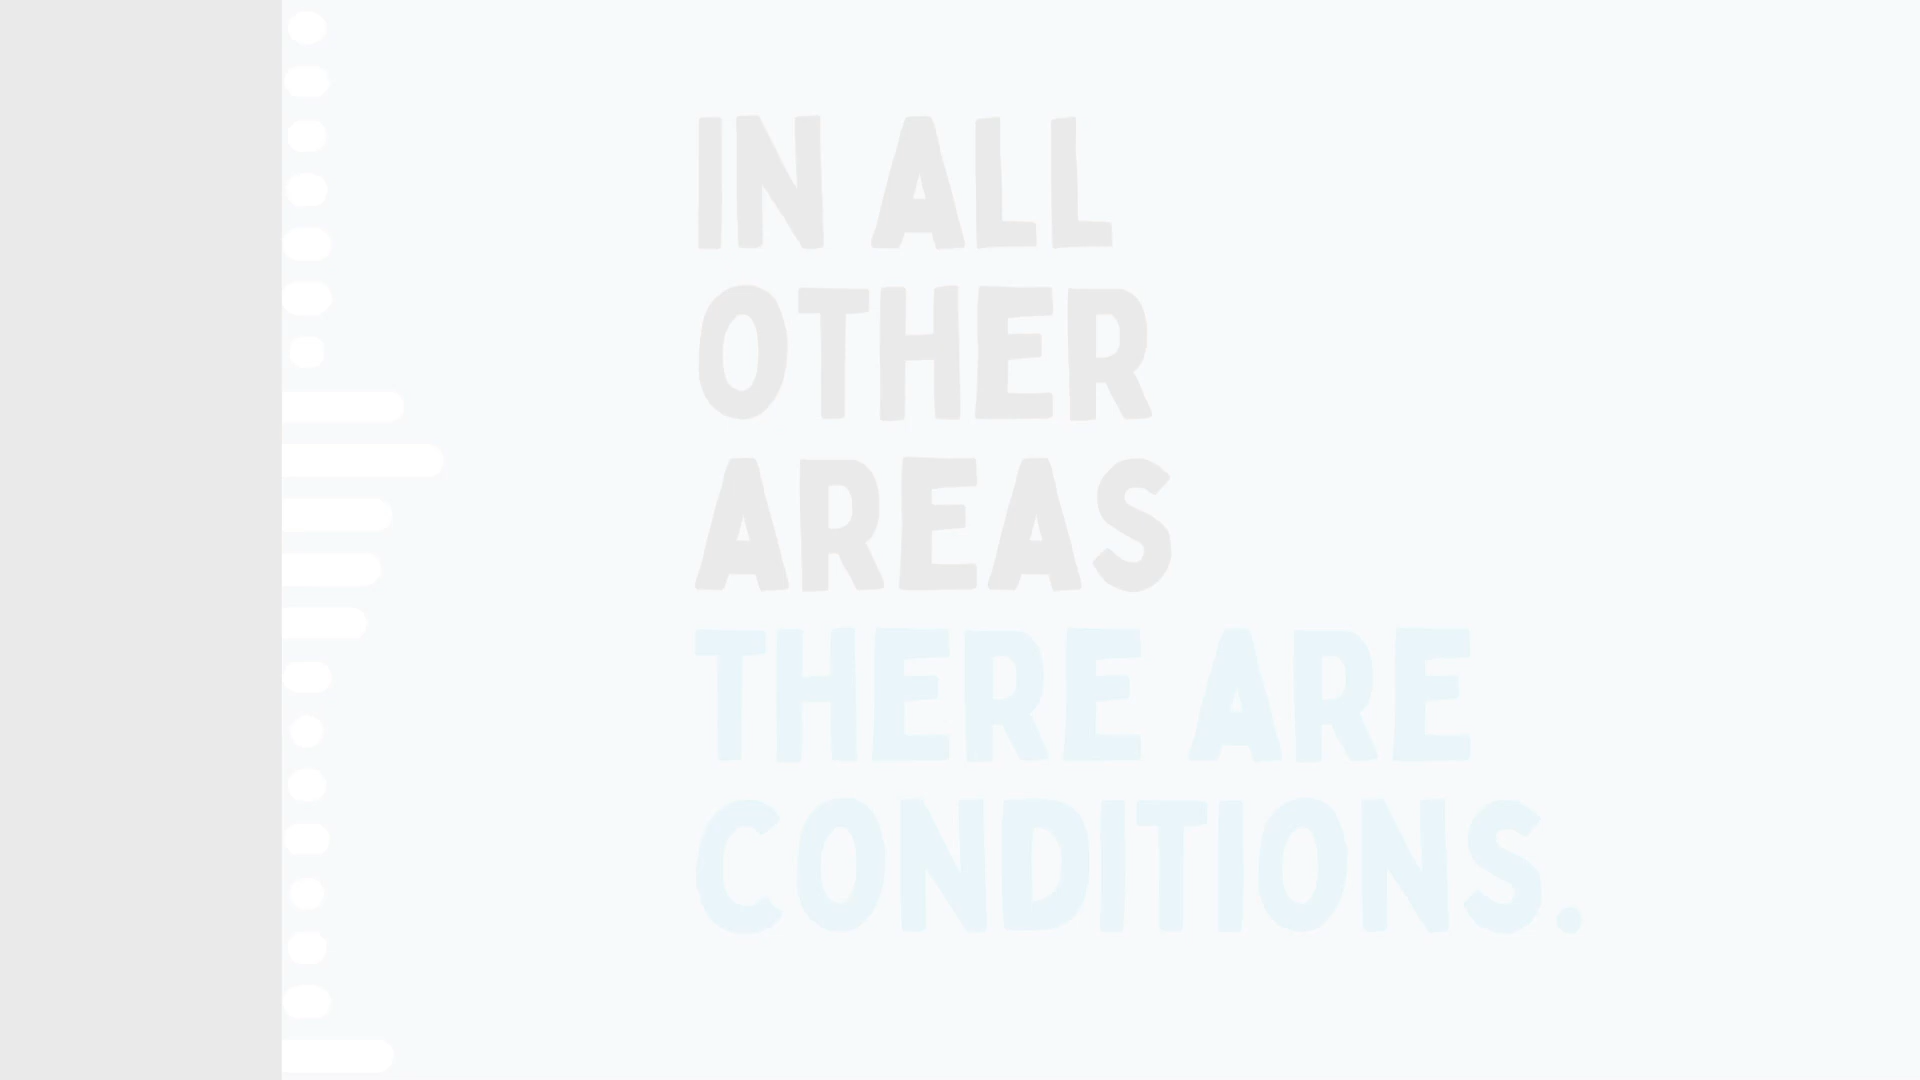 IN ALL
OTHER
AREAS
THERE ARE
CONDITIONS.